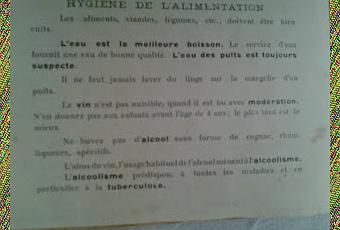 HYGIÈNE DE L'ALIMENTATION
Les aliments, viandes, légumes, etc., doivent être bien
cuits.
L'eau est la meilleure boisson. Le service d'eau
fournit une eau de bonne qualité. L'eau des puits est toujours
suspecte.
Il ne faut jamais laver du linge sur la margelle d'un
puits.
Le vin n'est pas nuisible, quand il est bu avec modération.
N'en donner pas aux enfants avant l'âge de 4 ans; le plus tard est le
mieux.
Ne buvez pas d'alcool sous forme de cognac, rhum,
liqueurs, apéritifs.
L'abus du vin, l'usage habituel de l'alcool mènent à l'alcoolisme.
L'alcoolisme prédispose à toutes les maladies et en
particulier à la tuberculose.